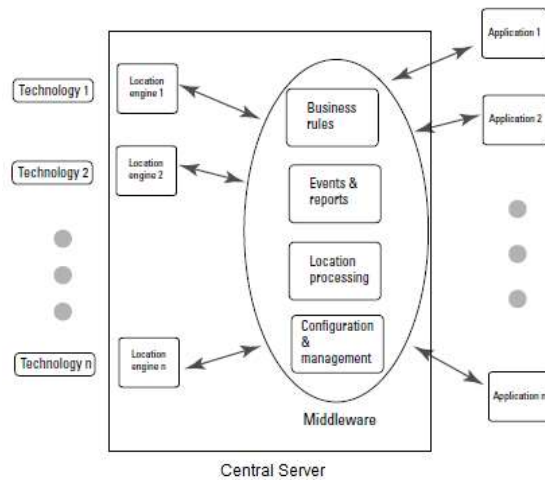 Technology 1
Technology 2
Technology n
Location
engine 1
Location
engine 2
Location
engine n
Business
rules
Events &
reports
Location
processing
Configuration
&
management
Middleware
Application 1
Application 2
Application n
Central Server